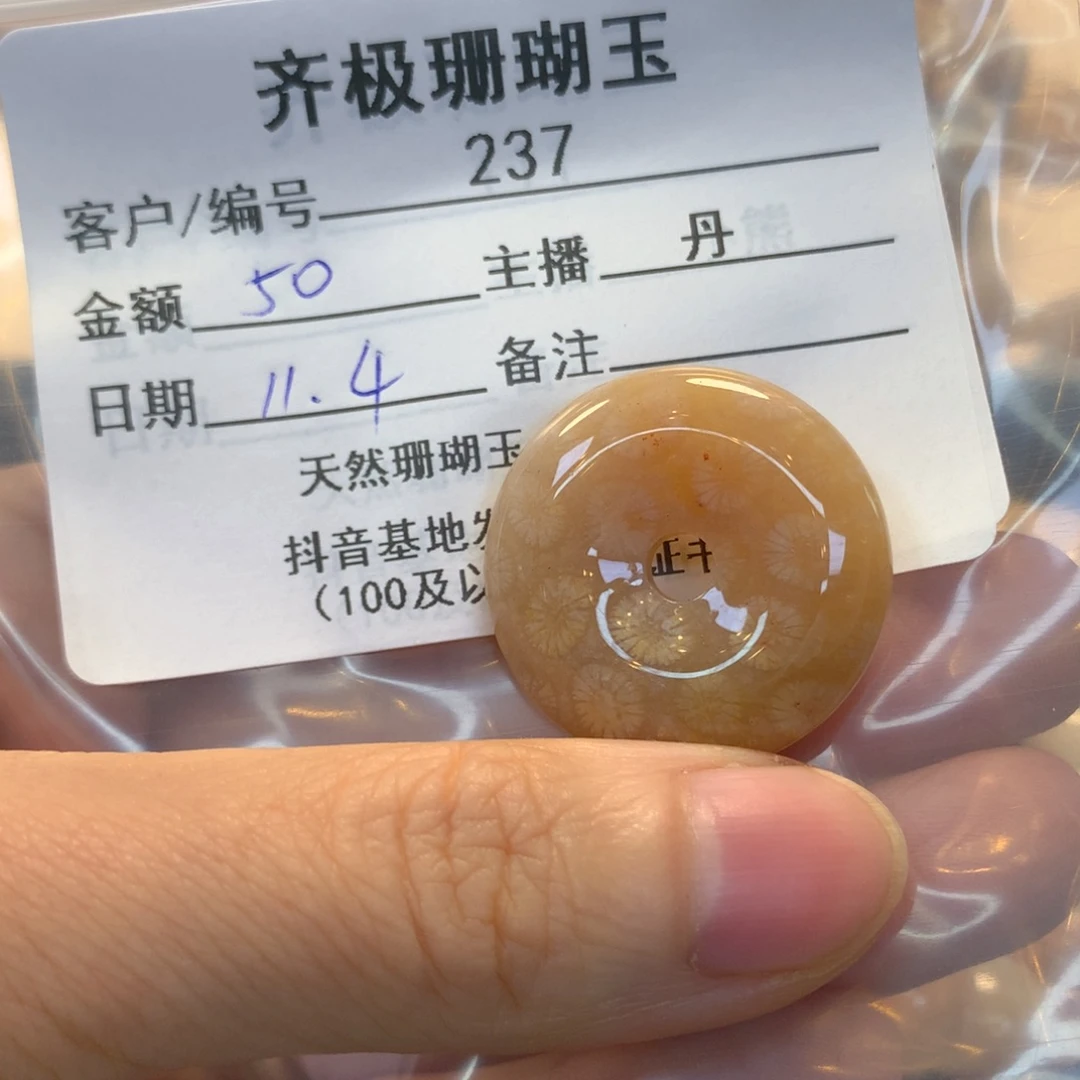 齐极珊瑚玉
客户/编号 237
金额 50 主播 丹
日期 11.4 备注
天然珊瑚玉
抖音基地
(100及以